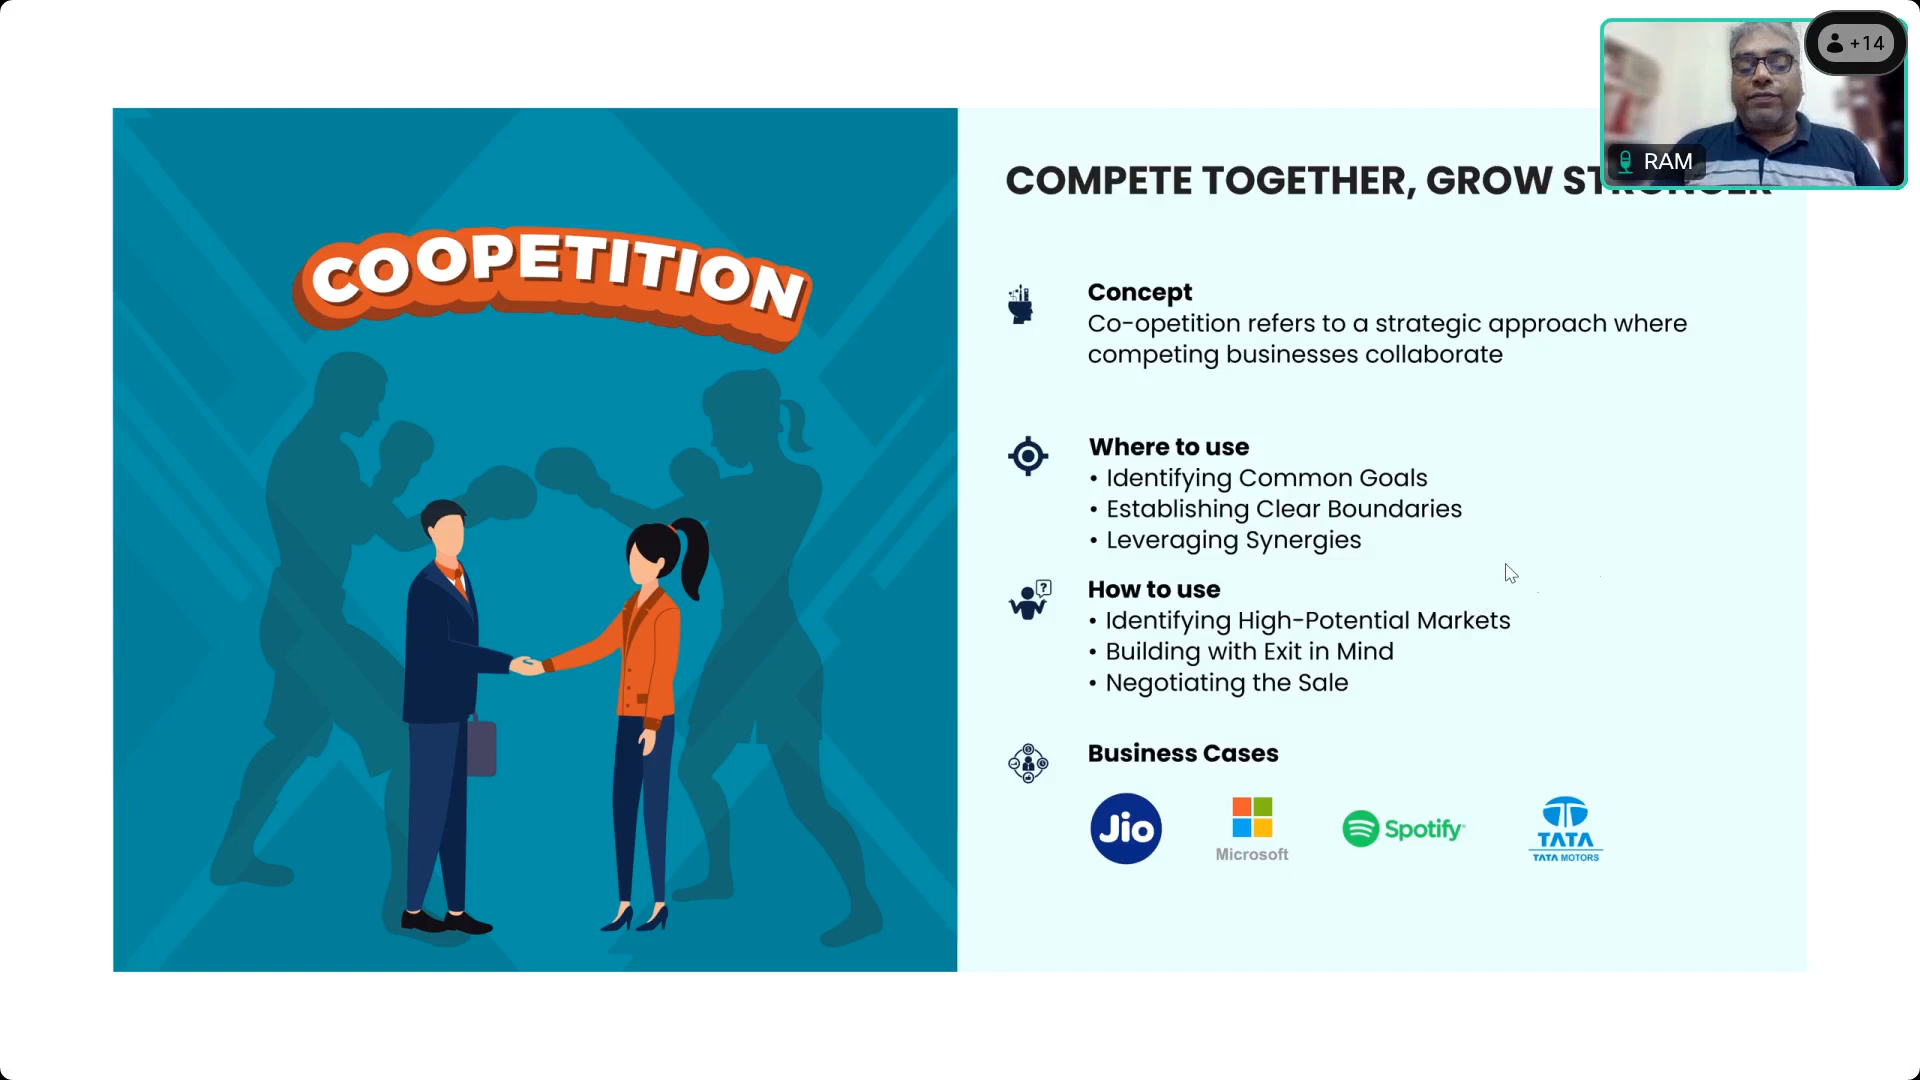 +14
RAM
COOPETITION
COMPETE TOGETHER, GROW
Concept
Co-opetition refers to a strategic approach where
competing businesses collaborate
Where to use
• Identifying Common Goals
• Establishing Clear Boundaries
• Leveraging Synergies
?
How to use
• Identifying High-Potential Markets
• Building with Exit in Mind
• Negotiating the Sale
Business Cases
Jio
Microsoft
Spotify
TATA
TATA MOTORS